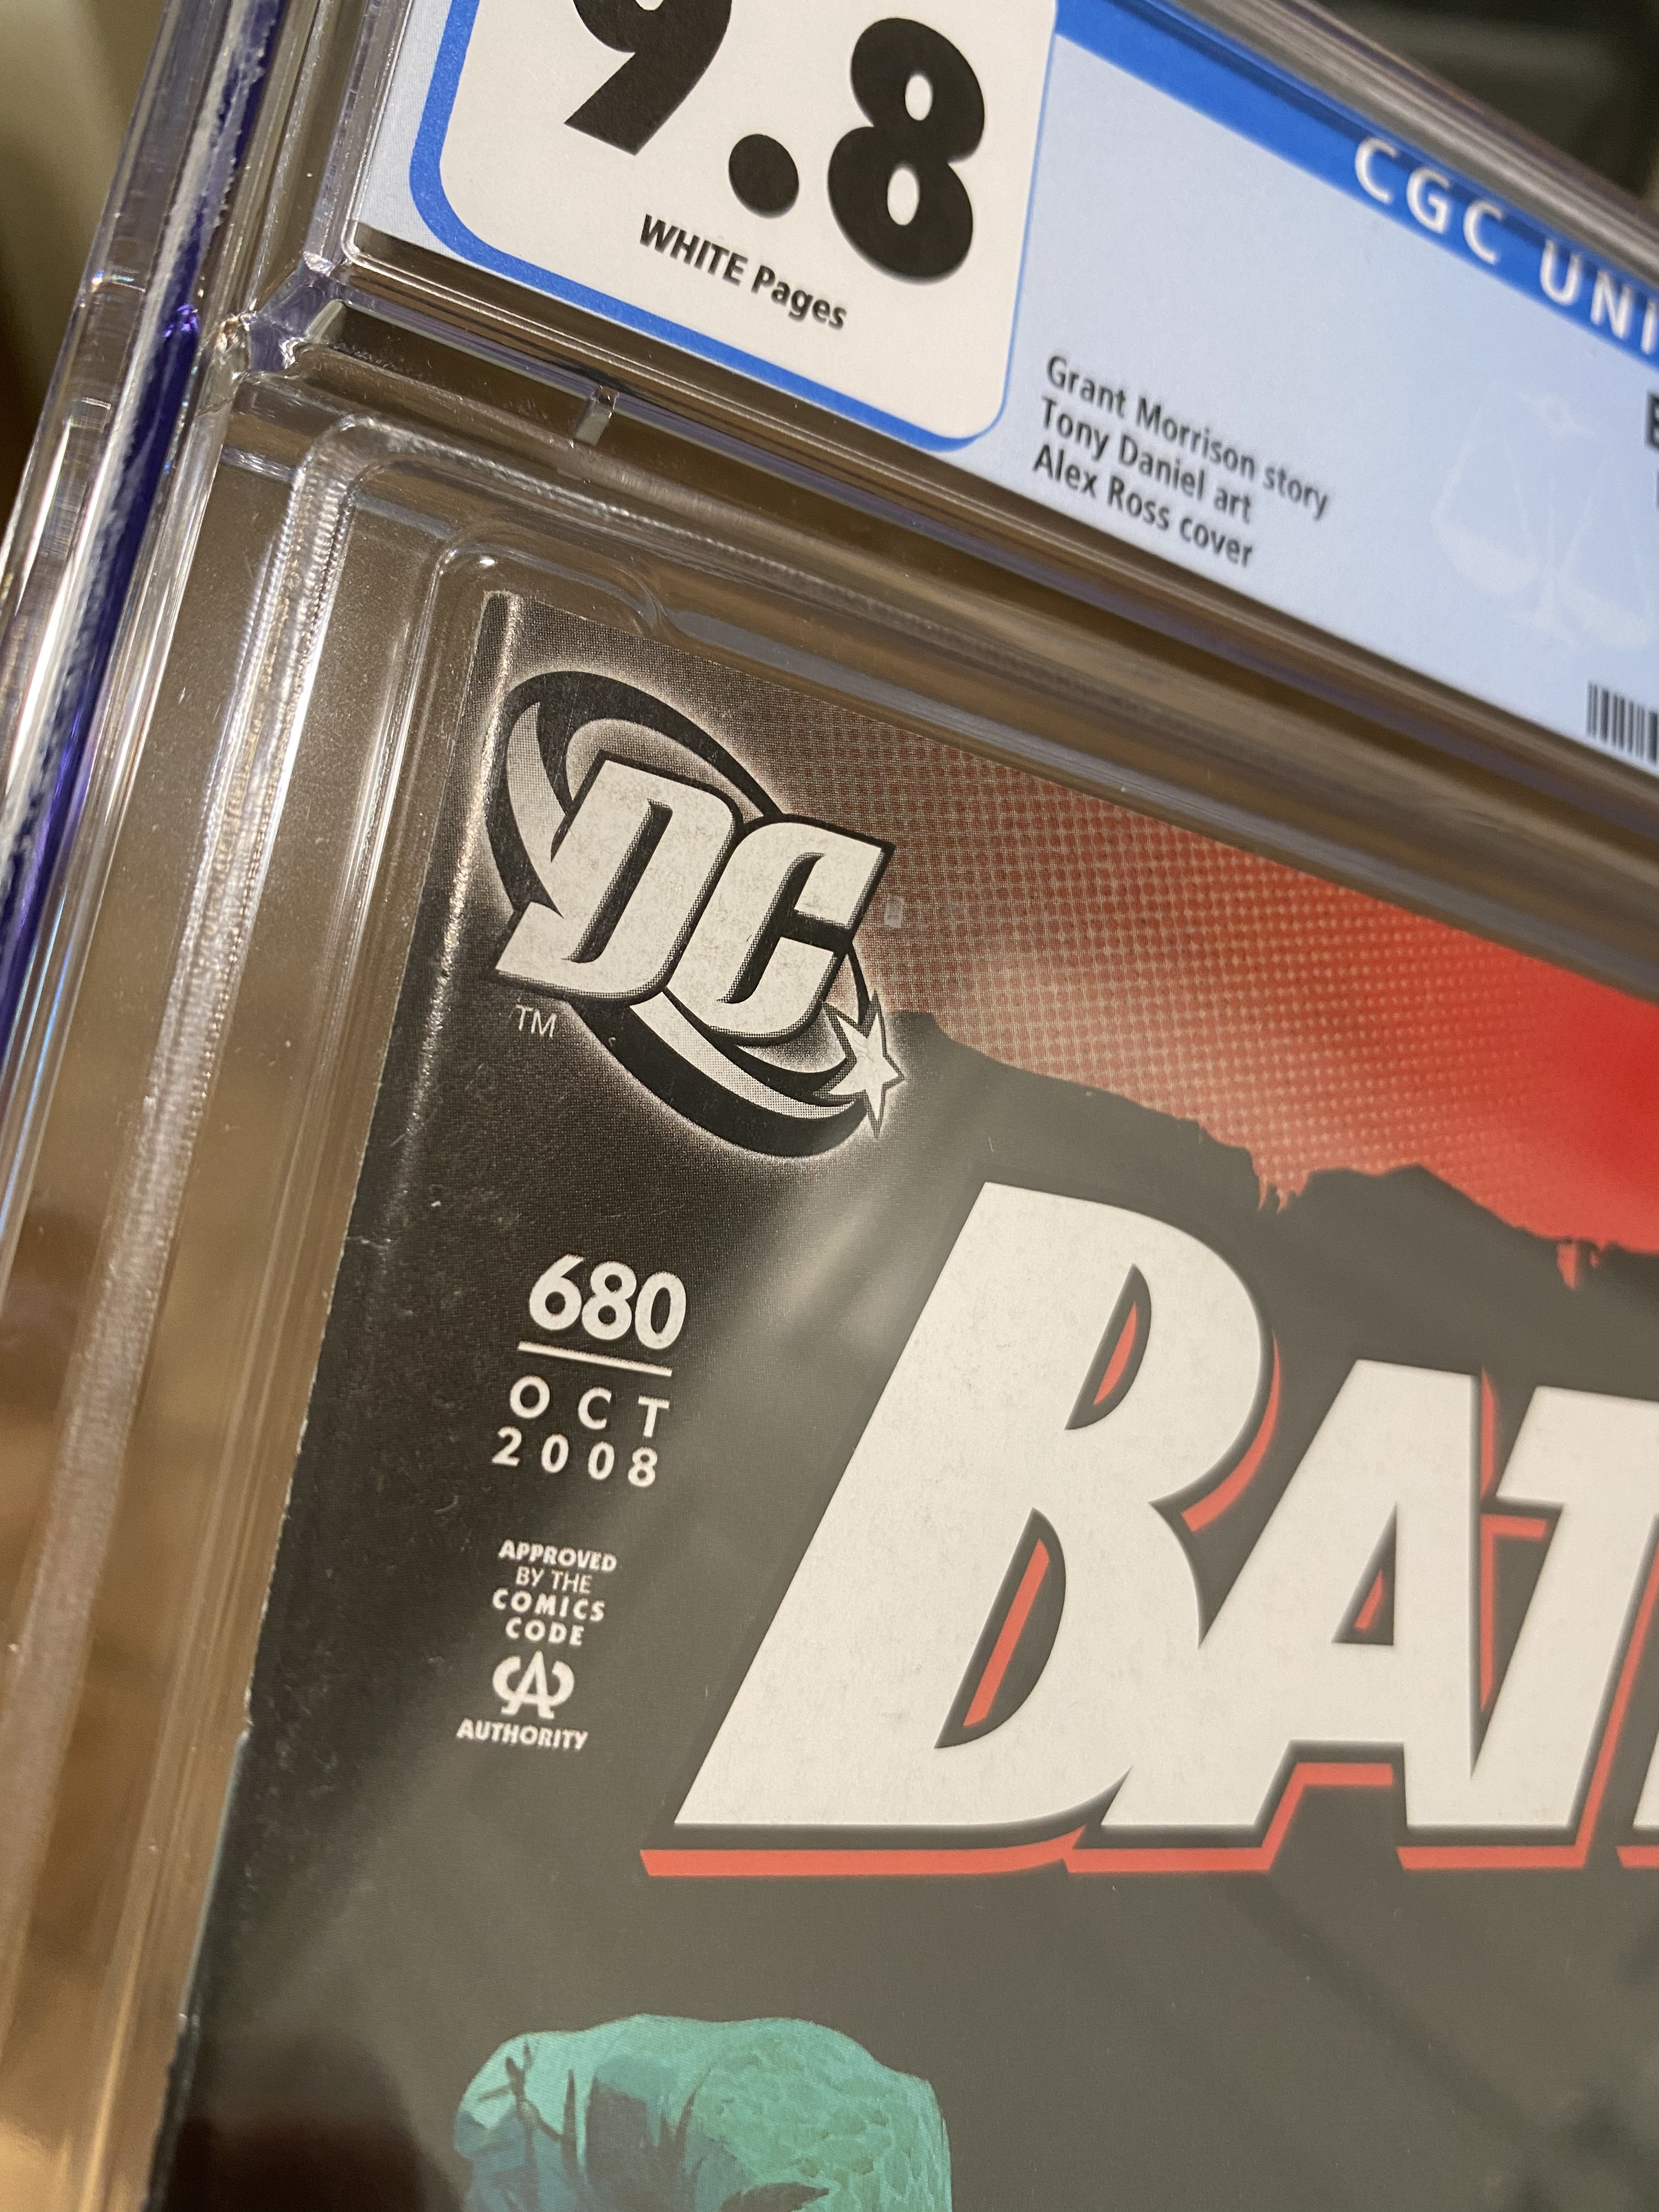 9.8
WHITE Pages
CGC UNI
Grant Morrison story
Tony Daniel art
Alex Ross cover
DC
TM
680
OCT
2008
APPROVED
BY THE
COMICS
CODE
CA
AUTHORITY
BAT